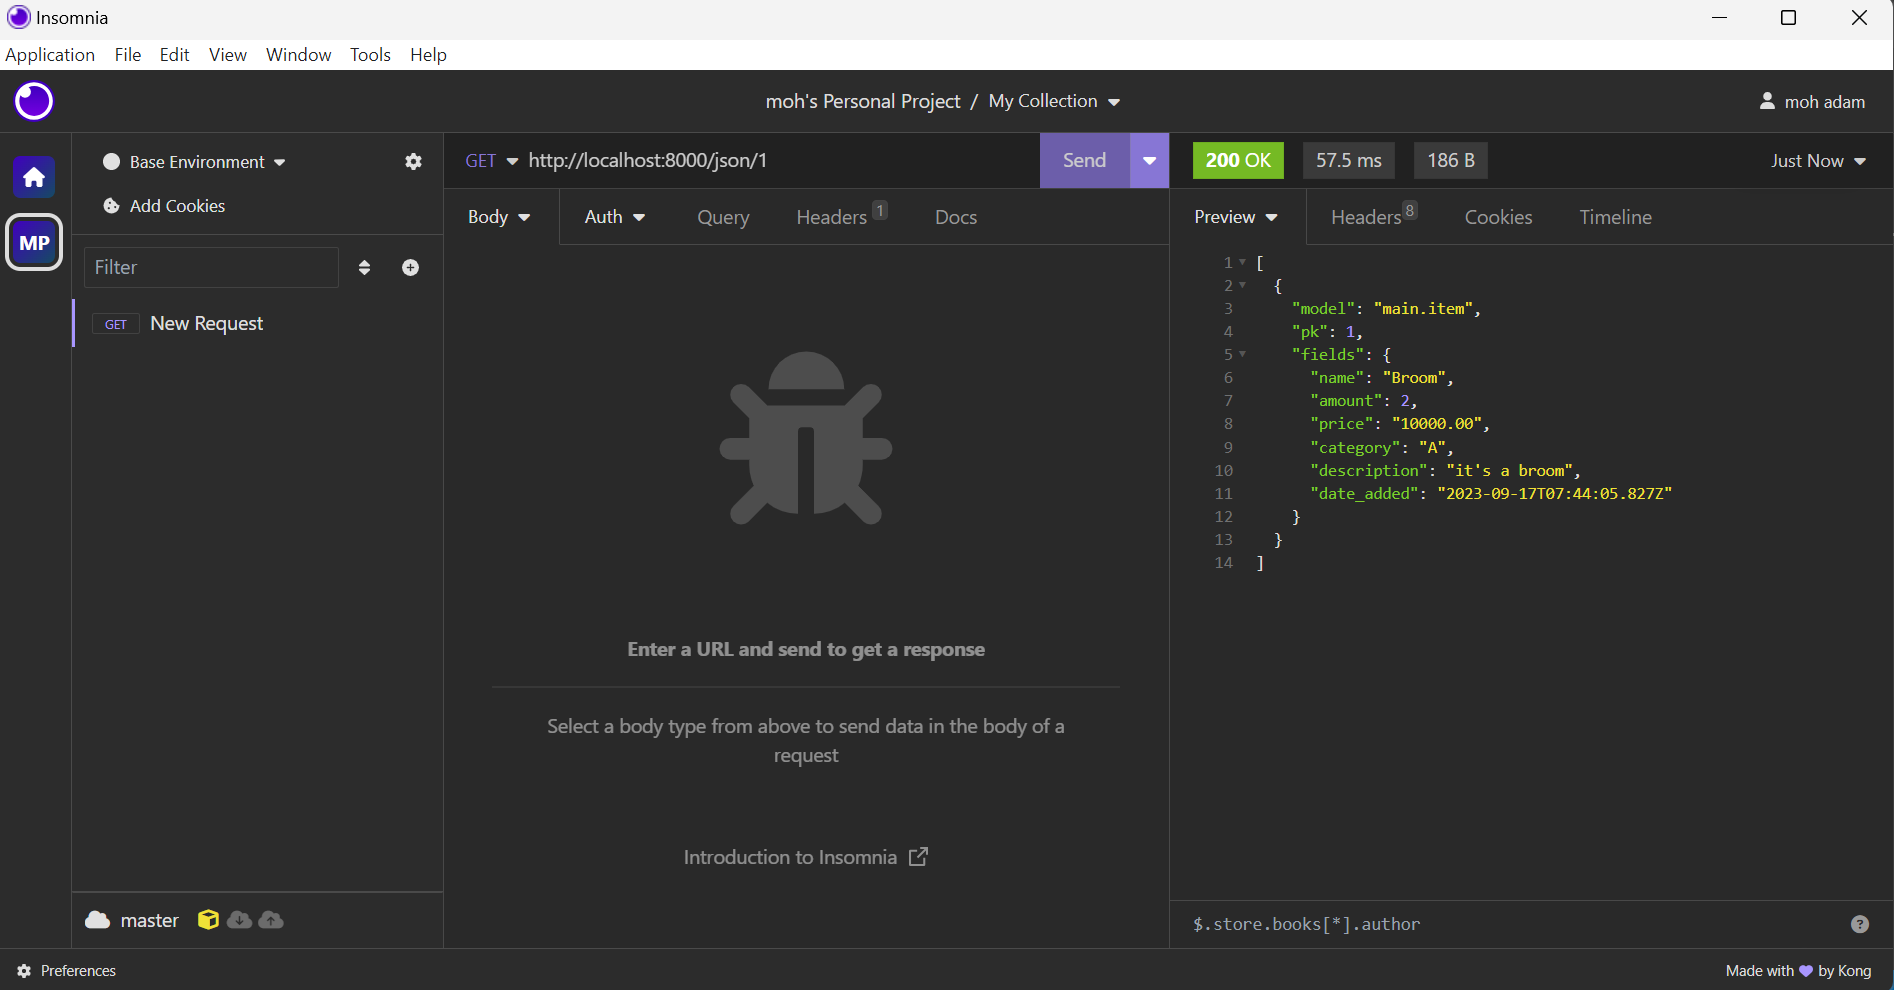 Insomnia
Application File Edit View Window Tools Help
moh's Personal Project / My Collection
moh adam
Base Environment
Add Cookies
MP
Filter
GET New Request
GET http://localhost:8000/json/1 Send
Body Auth Query Headers 1 Docs
Enter a URL and send to get a response
Select a body type from above to send data in the body of a
request
Introduction to Insomnia
200 OK 57.5 ms 186 B Just Now
Preview Headers 8 Cookies Timeline
1 [
2 {
3 "model": "main.item",
4 "pk": 1,
5 "fields": {
6 "name": "Broom",
7 "amount": 2,
8 "price": "10000.00",
9 "category": "A",
10 "description": "it's a broom",
11 "date_added": "2023-09-17T07:44:05.827Z"
12 }
13 }
14 ]
$.store.books[*].author ?
master
Preferences
Made with 💜 by Kong